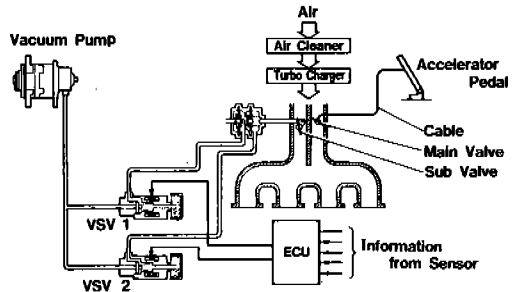 Air
Vacuum Pump
Air Cleaner
Turbo Charger
Accelerator
Pedal
Cable
Main Valve
Sub Valve
VSV 1
ECU
Information
from Sensor
VSV 2